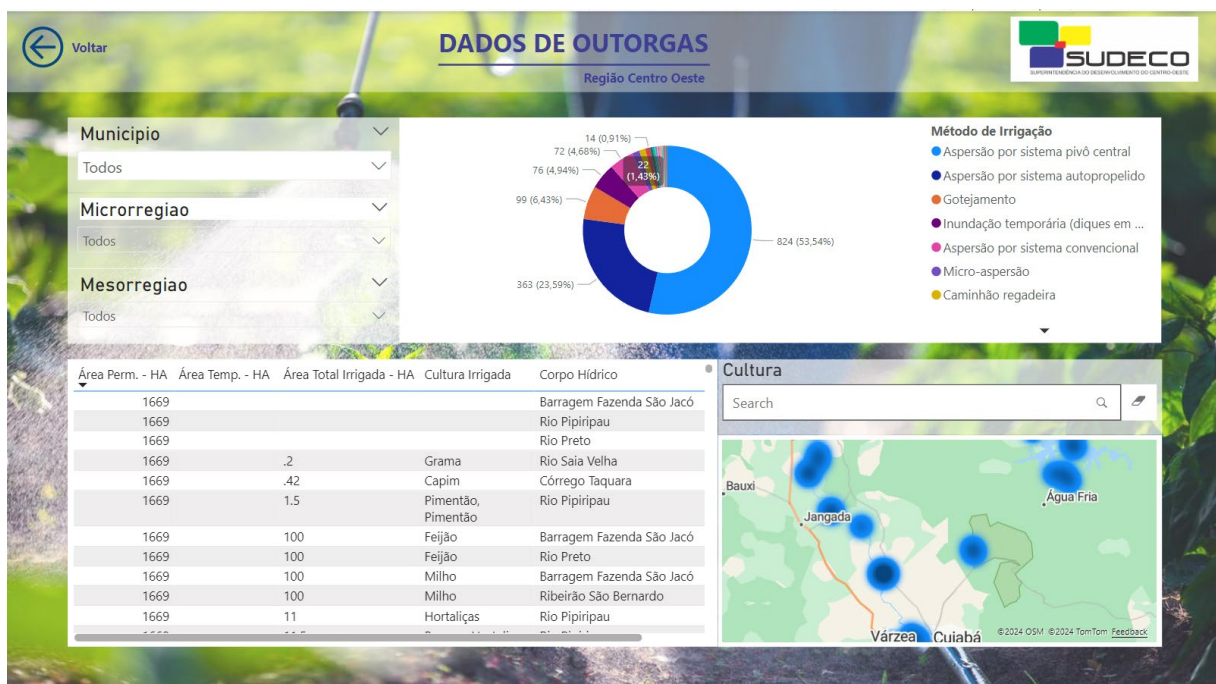 Voltar
DADOS DE OUTORGAS
Região Centro Oeste
SUDECO
SUPERINTENDÊNCIA DO DESENVOLVIMENTO DO CENTRO-OESTE
Municipio
Todos
Microrregiao
Todos
Mesorregiao
Todos
14 (0,91%)
72 (4,68%)
22
(1,43%)
76 (4,94%)
99 (6,43%)
824 (53,54%)
363 (23,59%)
Método de Irrigação
Aspersão por sistema pivô central
Aspersão por sistema autopropelido
Gotejamento
Inundação temporária (diques em ...
Aspersão por sistema convencional
Micro-aspersão
Caminhão regadeira
Área Perm. - HA Área Temp. - HA Área Total Irrigada - HA Cultura Irrigada Corpo Hídrico
1669 Barragem Fazenda São Jacó
1669 Rio Pipiripau
1669 Rio Preto
1669 .2 Grama Rio Saia Velha
1669 .42 Capim Córrego Taquara
1669 1.5 Pimentão, Rio Pipiripau
Pimentão
1669 100 Feijão Barragem Fazenda São Jacó
1669 100 Feijão Rio Preto
1669 100 Milho Barragem Fazenda São Jacó
1669 100 Milho Ribeirão São Bernardo
1669 11 Hortaliças Rio Pipiripau
Cultura
Search
Bauxi
Água Fria
Jangada
Várzea Cuiabá
©2024 OSM ©2024 TomTom Feedback